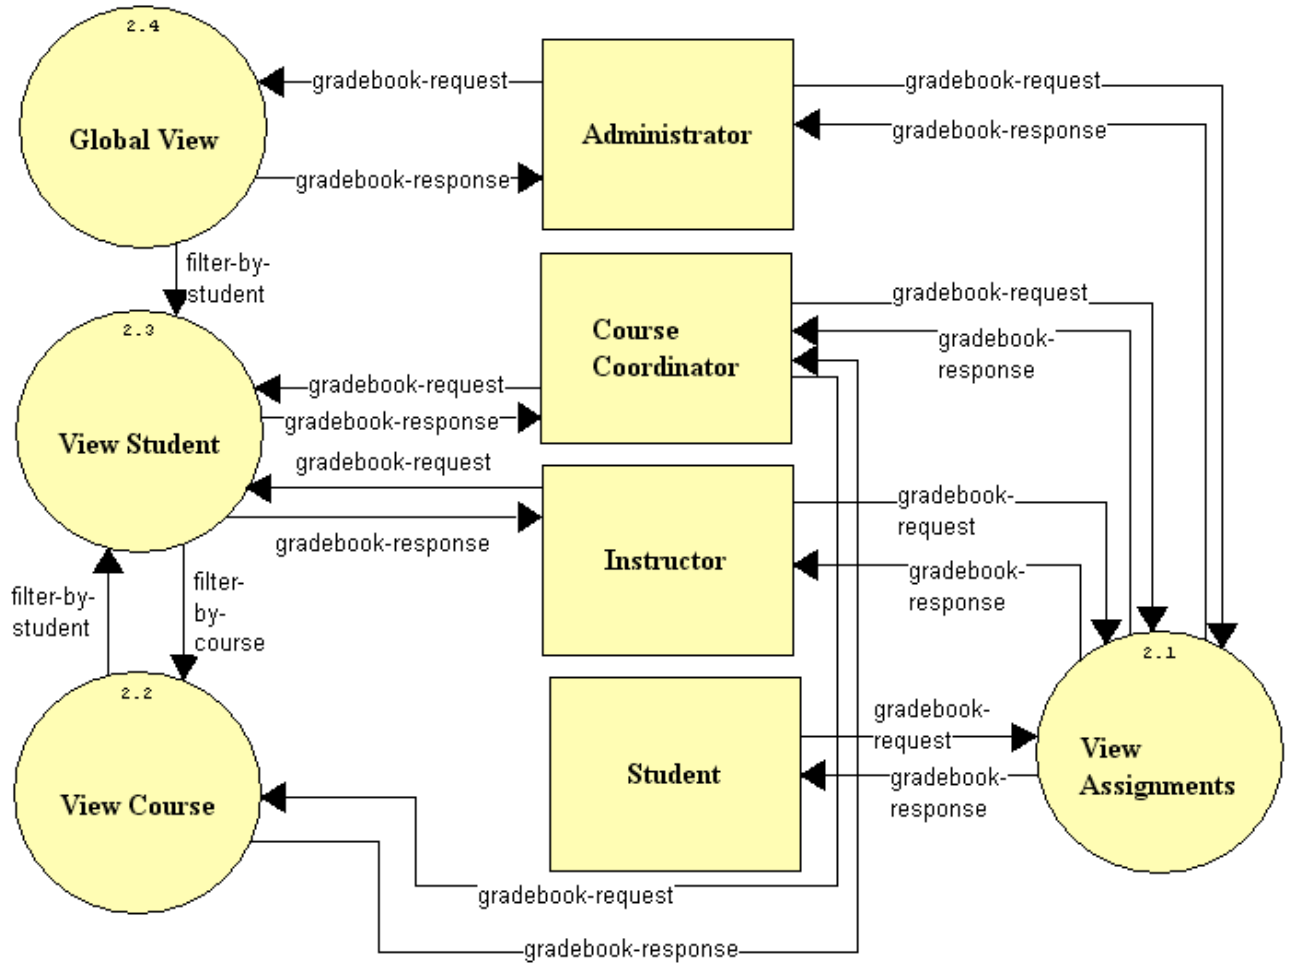 2.4
Global View
gradebook-request
gradebook-response
Administrator
gradebook-request
gradebook-response
filter-by-
student
2.3
View Student
gradebook-request
gradebook-response
Course
Coordinator
gradebook-request
gradebook-
response
gradebook-request
gradebook-response
Instructor
gradebook-
request
gradebook-
response
filter-by-
student
filter-
by-
course
2.2
View Course
Student
gradebook-
request
gradebook-
response
2.1
View
Assignments
gradebook-request
gradebook-response